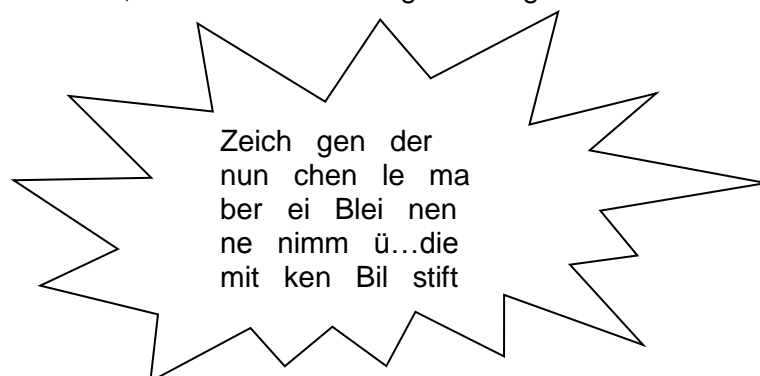 Zeich gen der
nun chen le ma
ber ei Blei nen
ne nimm ü...die
mit ken Bil stift